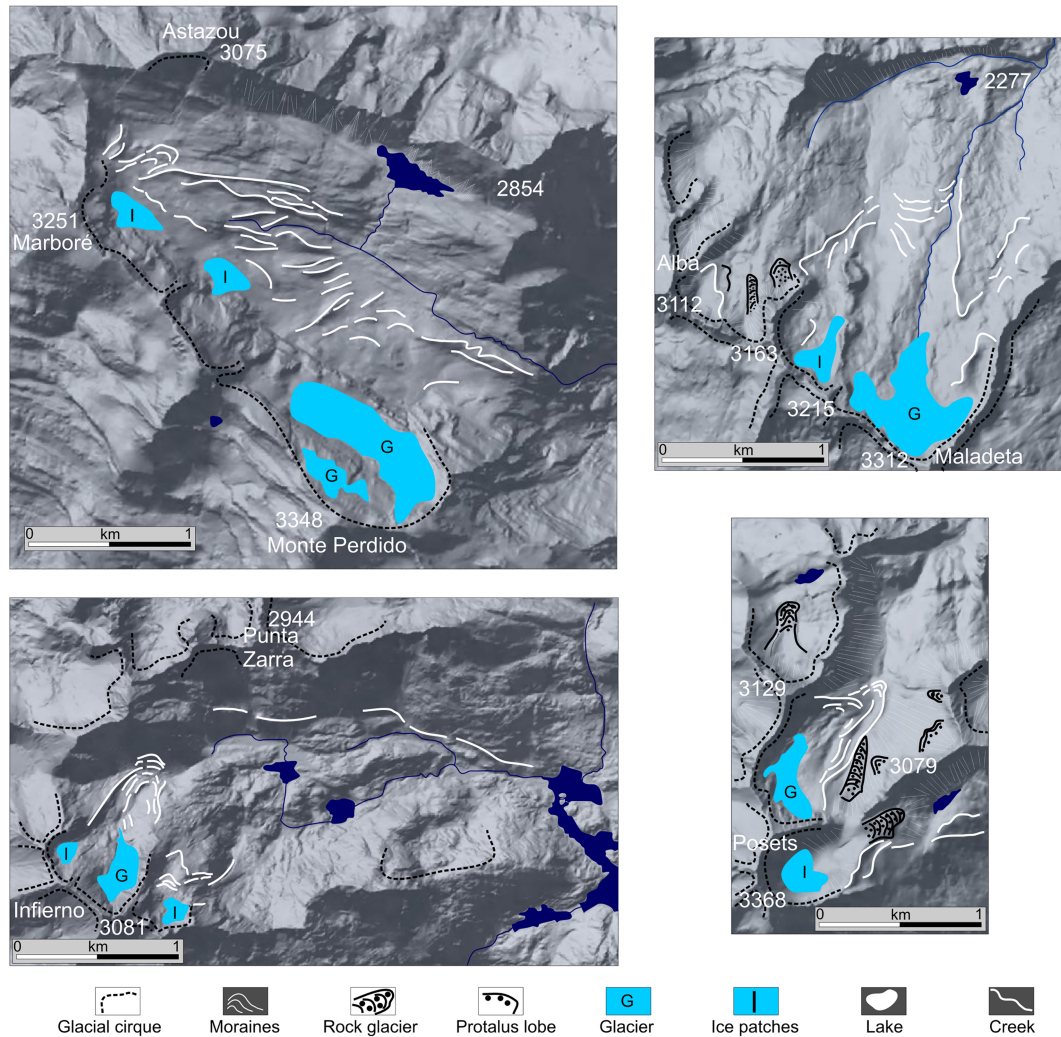 Astazou
3075
2854
3251
Marboré
I
I
G
G
3348
Monte Perdido
0 km 1
2277
Alba
3112
3163
I
3215
G
3312
Maladeta
0 km 1
2944
Punta
Zarra
I
G
I
Infierno
3081
0 km 1
3129
G
3079
Posets
I
3368
0 km 1
G
I
Glacial cirque
Moraines
Rock glacier
Protalus lobe
Glacier
Ice patches
Lake
Creek